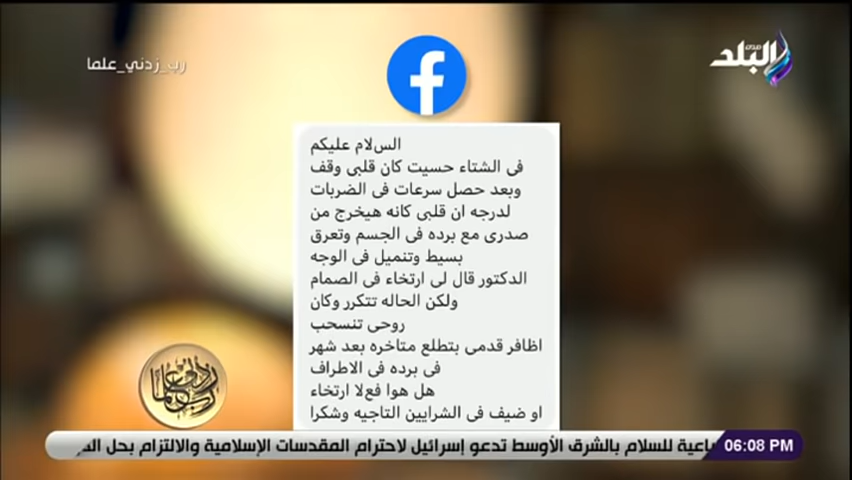 رب_زدني_علما
صدى
البلد
السلام عليكم
فى الشتاء حسيت كان قلبى وقف
وبعد حصل سرعات فى الضربات
لدرجه ان قلبى كانه هيخرج من
صدرى مع برده فى الجسم وتعرق
بسيط وتنميل فى الوجه
الدكتور قال لى ارتخاء فى الصمام
ولكن الحاله تتكرر وكان
روحى تنسحب
اظافر قدمى بتطلع متاخره بعد شهر
فى برده فى الاطراف
هل هوا فعلا ارتخاء
او ضيف فى الشرايين التاجيه وشكرا
رب زدني علما
للسلام بالشرق الأوسط تدعو إسرائيل لاحترام المقدسات الإسلامية والالتزام بحل
06:08 PM